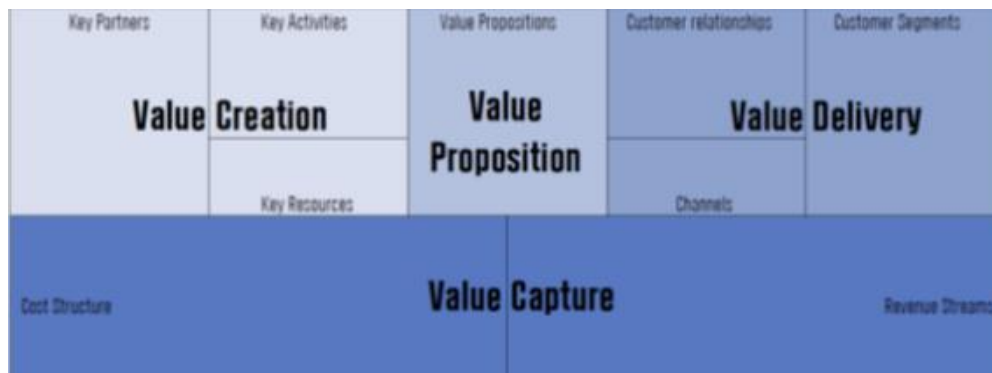 Key Partners
Key Activities
Value Propositions
Customer relationships
Customer Segments
Value Creation
Value
Proposition
Value Delivery
Key Resources
Channels
Cost Structure
Value Capture
Revenue Streams